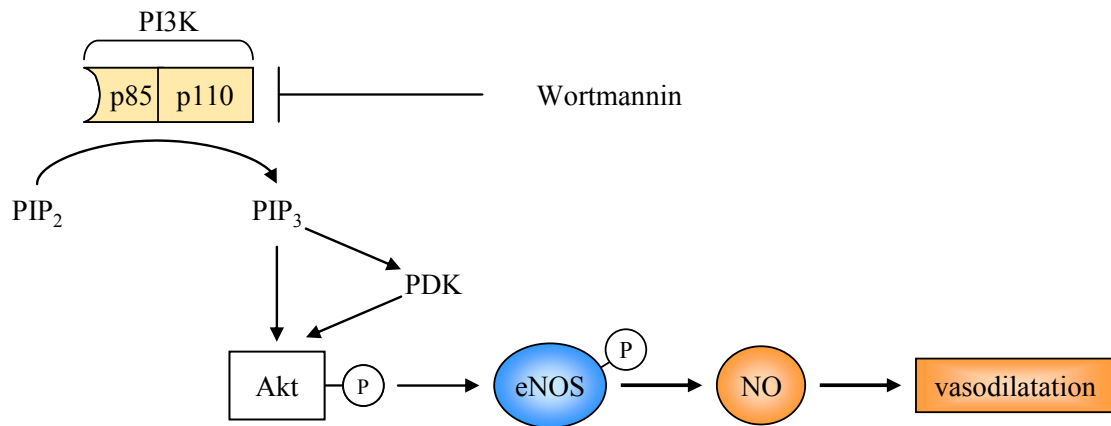 PI3K
p85 p110
Wortmannin
PIP₂ PIP₃
PDK
P
Akt P eNOS NO vasodilatation